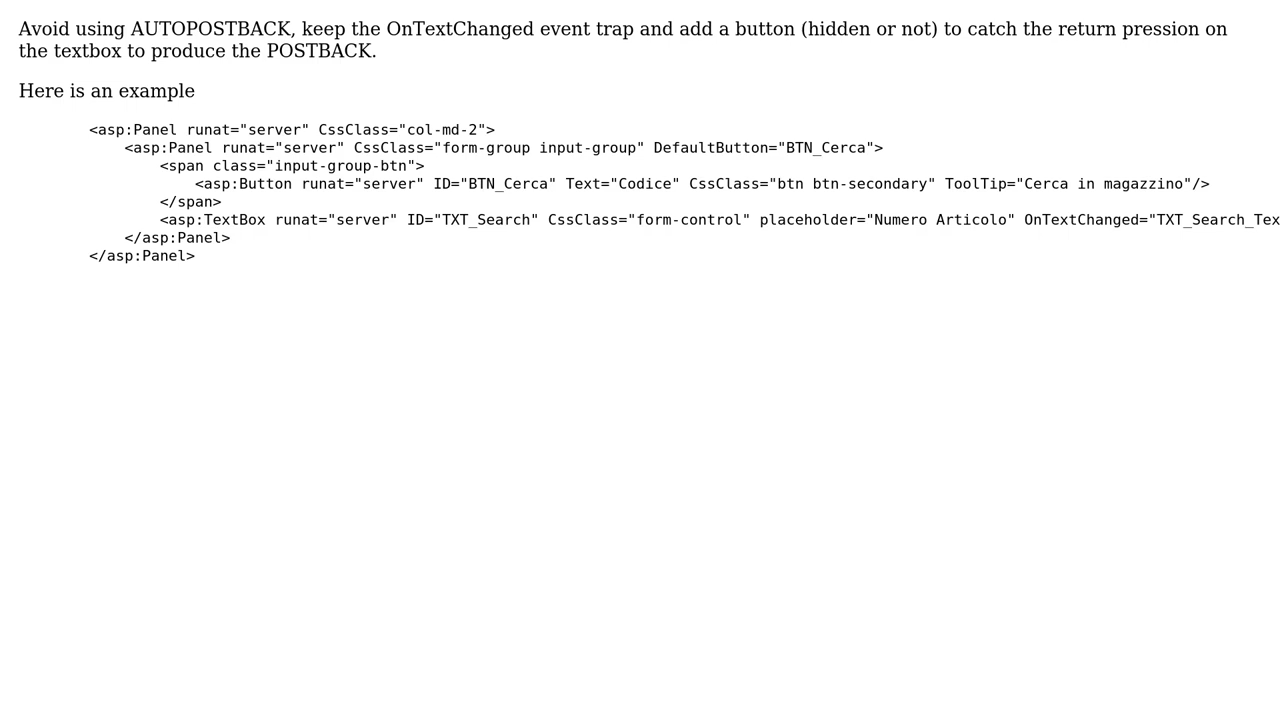 Avoid using AUTOPOSTBACK, keep the OnTextChanged event trap and add a button (hidden or not) to catch the return pression on
the textbox to produce the POSTBACK.
Here is an example
<asp:Panel runat="server" CssClass="col-md-2">
<asp:Panel runat="server" CssClass="form-group input-group" DefaultButton="BTN_Cerca">
<span class="input-group-btn">
<asp:Button runat="server" ID="BTN_Cerca" Text="Codice" CssClass="btn btn-secondary" ToolTip="Cerca in magazzino"/>
</span>
<asp:TextBox runat="server" ID="TXT_Search" CssClass="form-control" placeholder="Numero Articolo" OnTextChanged="TXT_Search_Tex
</asp:Panel>
</asp:Panel>